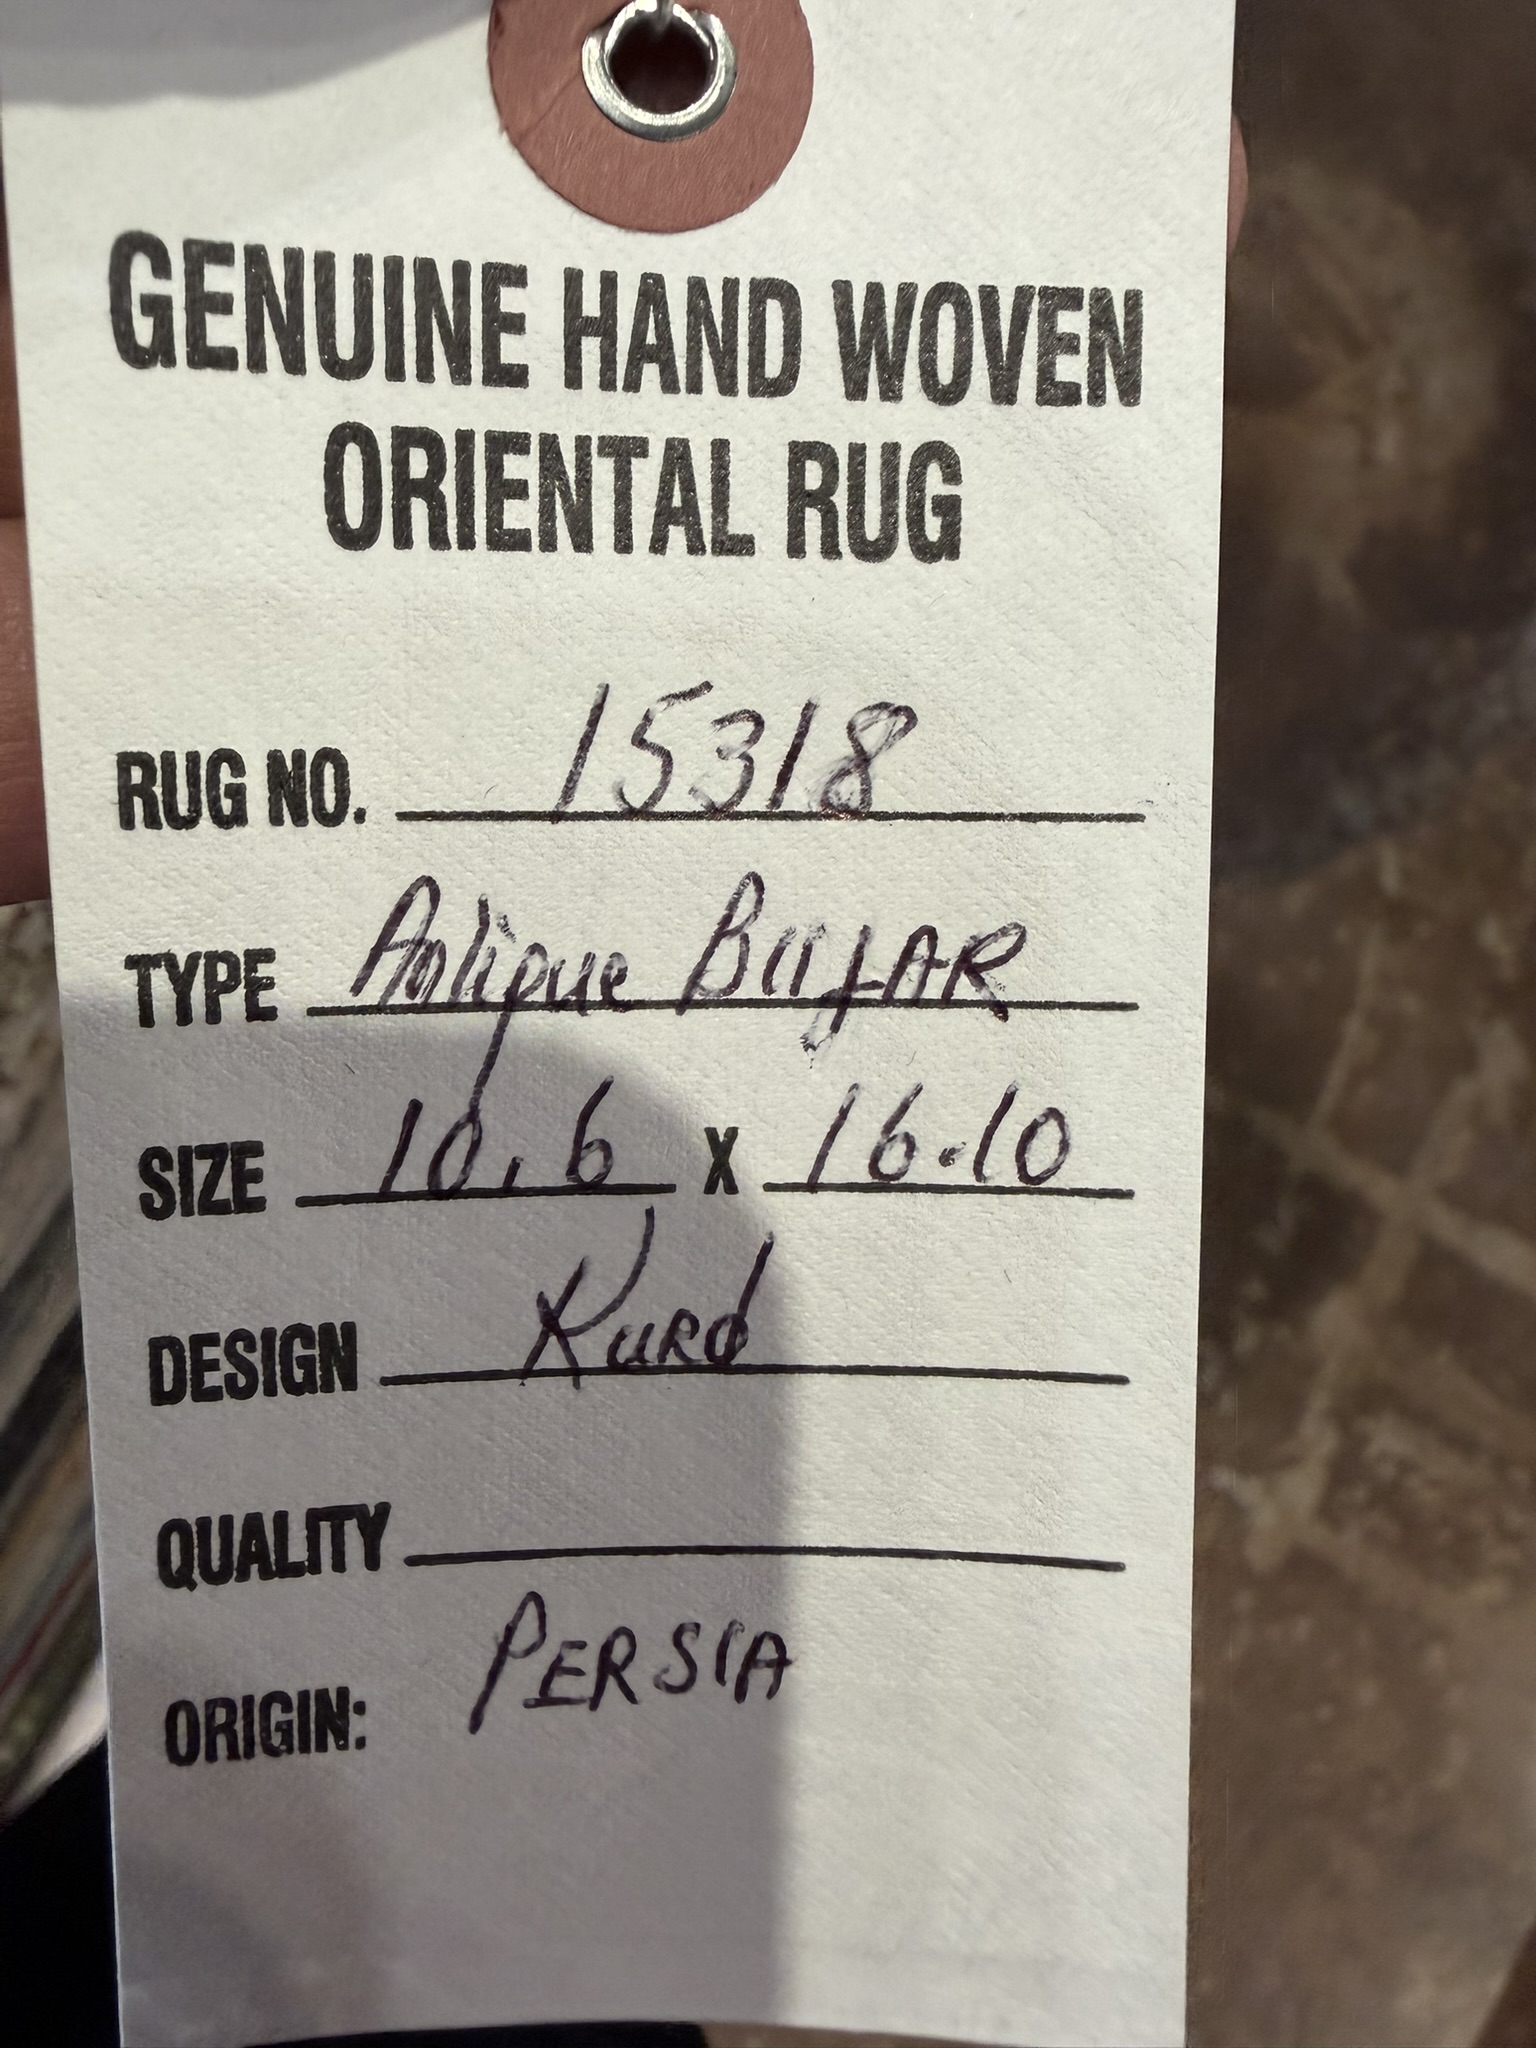 GENUINE HAND WOVEN
ORIENTAL RUG
RUG NO. 15318
TYPE Antique BijAR
SIZE 10.6 X 16.10
DESIGN Kurd
QUALITY
ORIGIN: PERSIA